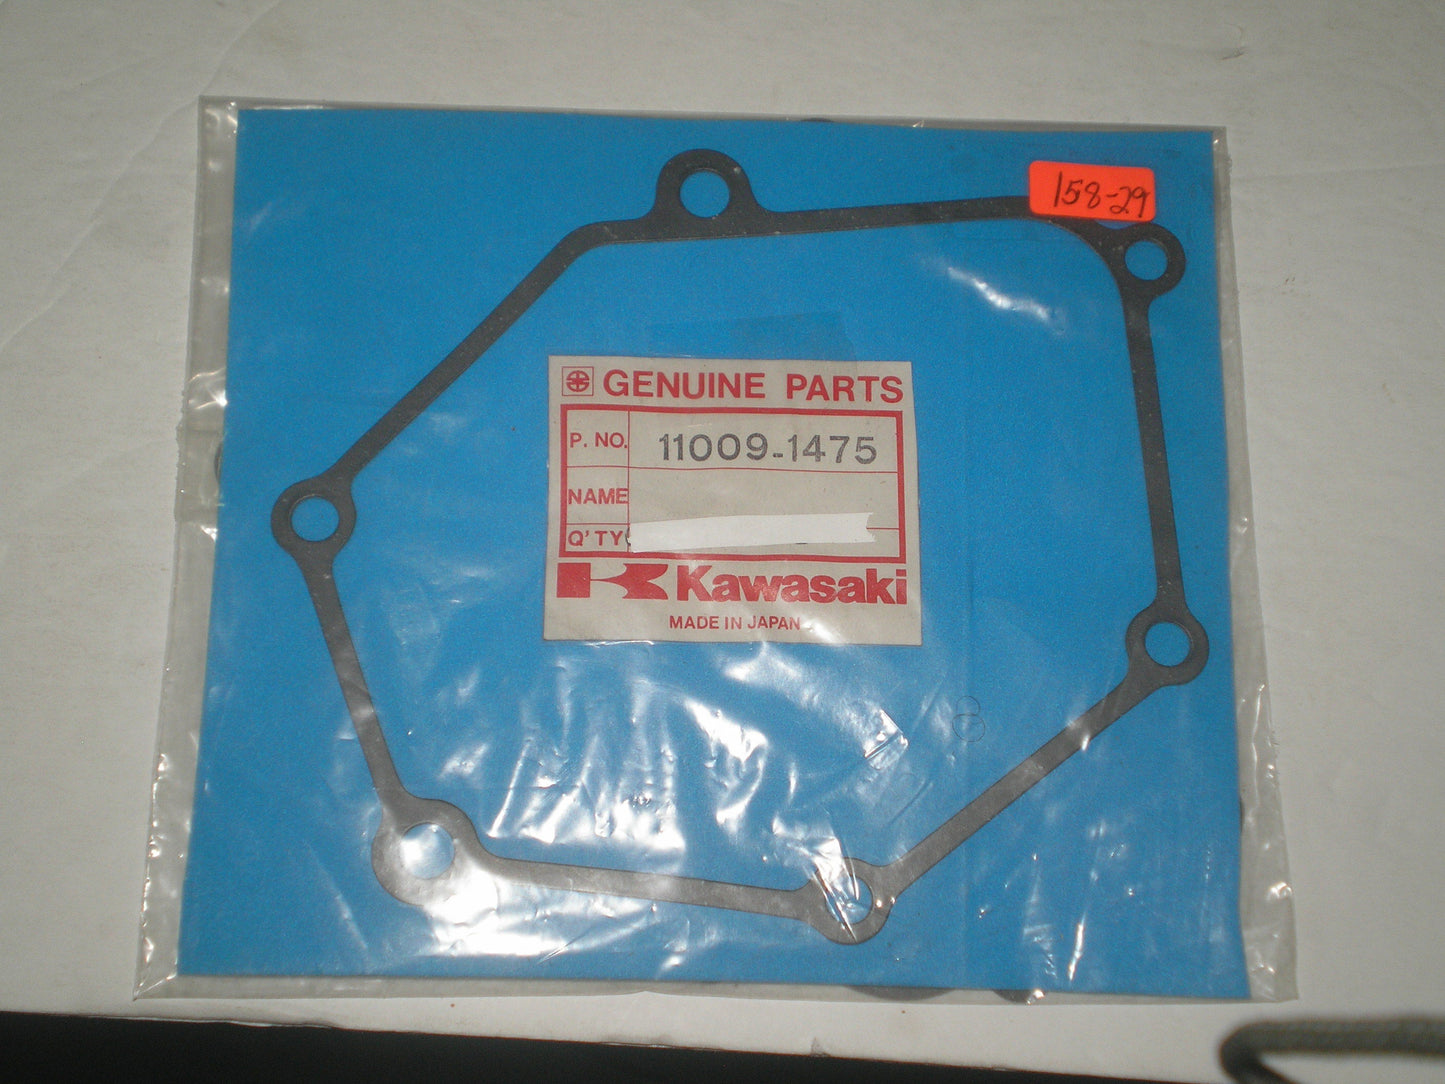 158-29
GENUINE PARTS
P. NO. 11009-1475
NAME
Q'TY
Kawasaki
MADE IN JAPAN